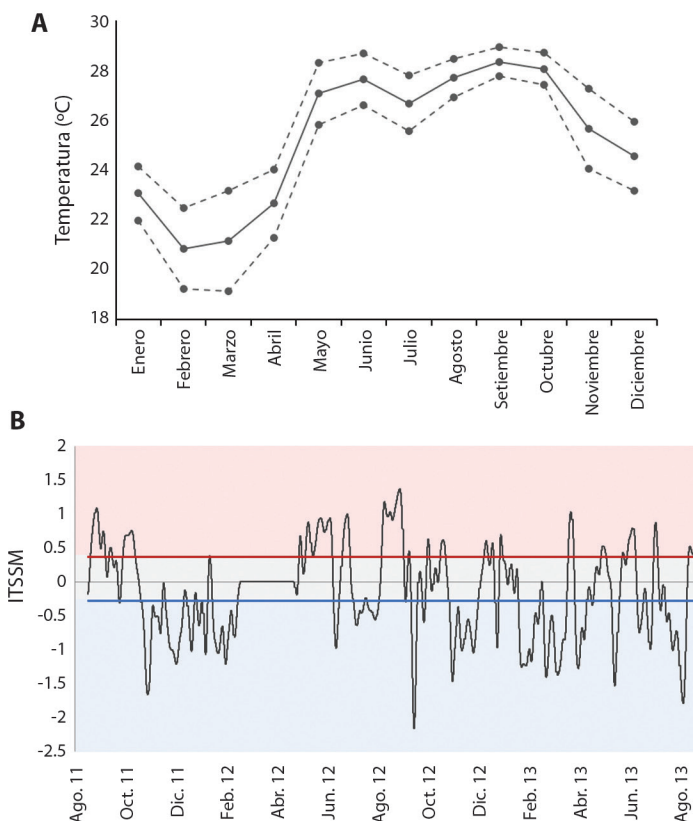 A
Temperatura (ºC)
30
28
26
24
22
20
18
Enero
Febrero
Marzo
Abril
Mayo
Junio
Julio
Agosto
Setiembre
Octubre
Noviembre
Diciembre
B
ITSSM
2
1.5
1
0.5
0
-0.5
-1
-1.5
-2
-2.5
Ago. 11
Oct. 11
Dic. 11
Feb. 12
Abr. 12
Jun. 12
Ago. 12
Oct. 12
Dic. 12
Feb. 13
Abr. 13
Jun. 13
Ago. 13